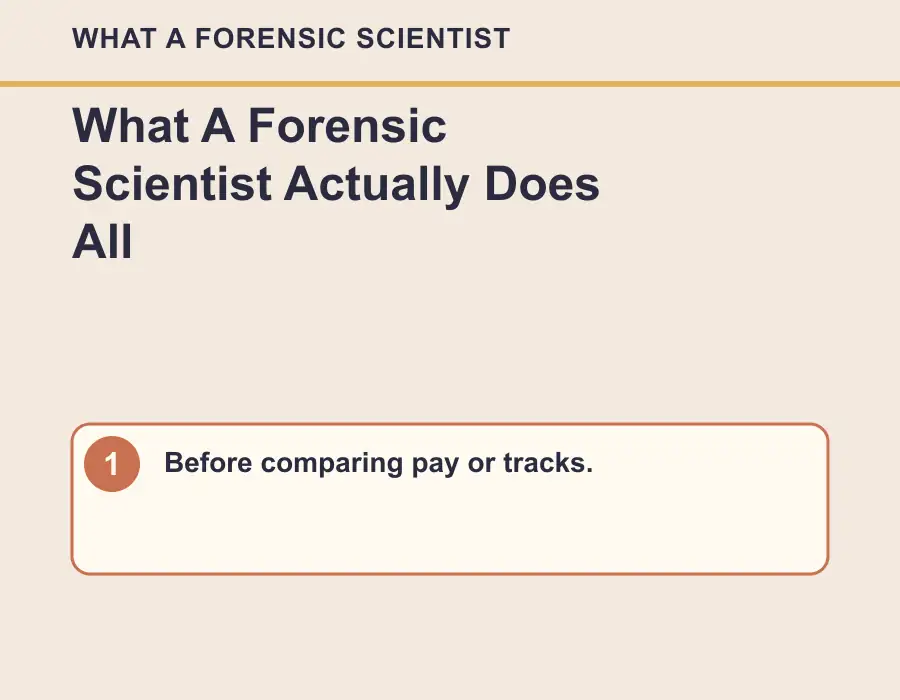 WHAT A FORENSIC SCIENTIST
What A Forensic
Scientist Actually Does
All
1 Before comparing pay or tracks.